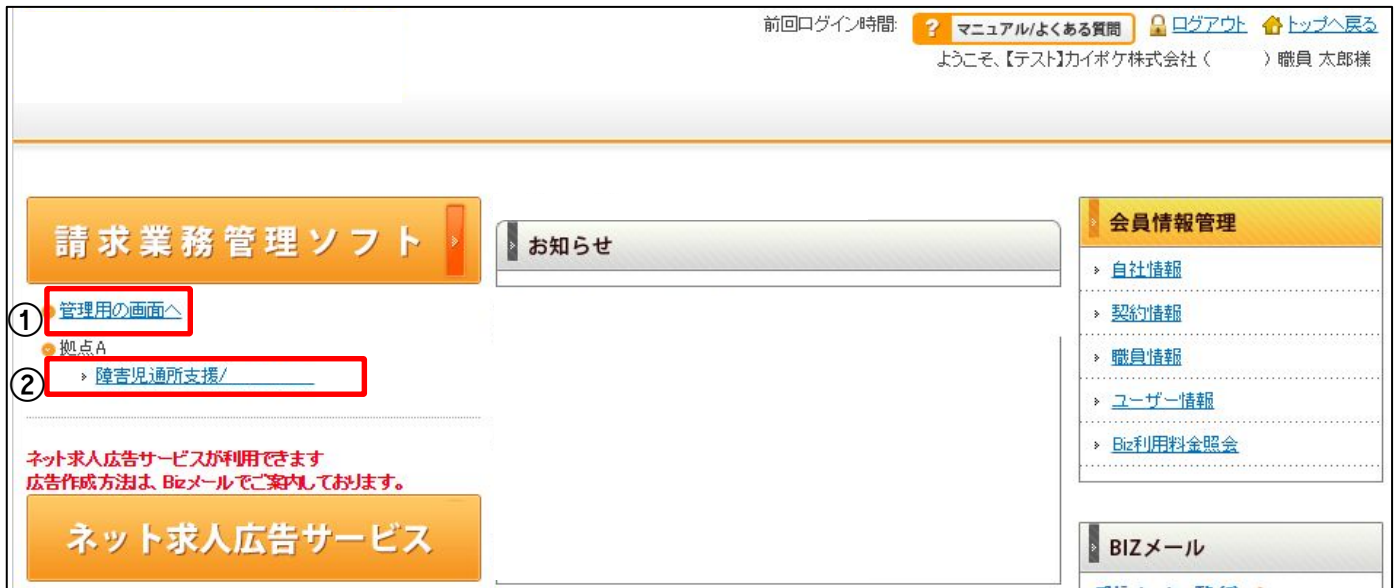 前回ログイン時間:
? マニュアル/よくある質問
ログアウト
トップへ戻る
ようこそ、【テスト】カイポケ株式会社 ( ) 職員 太郎様
請求業務管理ソフト
① 管理用の画面へ
拠点A
② 障害児通所支援/
ネット求人広告サービスが利用できます
広告作成方法は、Bizメールでご案内しております。
ネット求人広告サービス
お知らせ
会員情報管理
自社情報
契約情報
職員情報
ユーザー情報
Biz利用料金照会
BIZメール